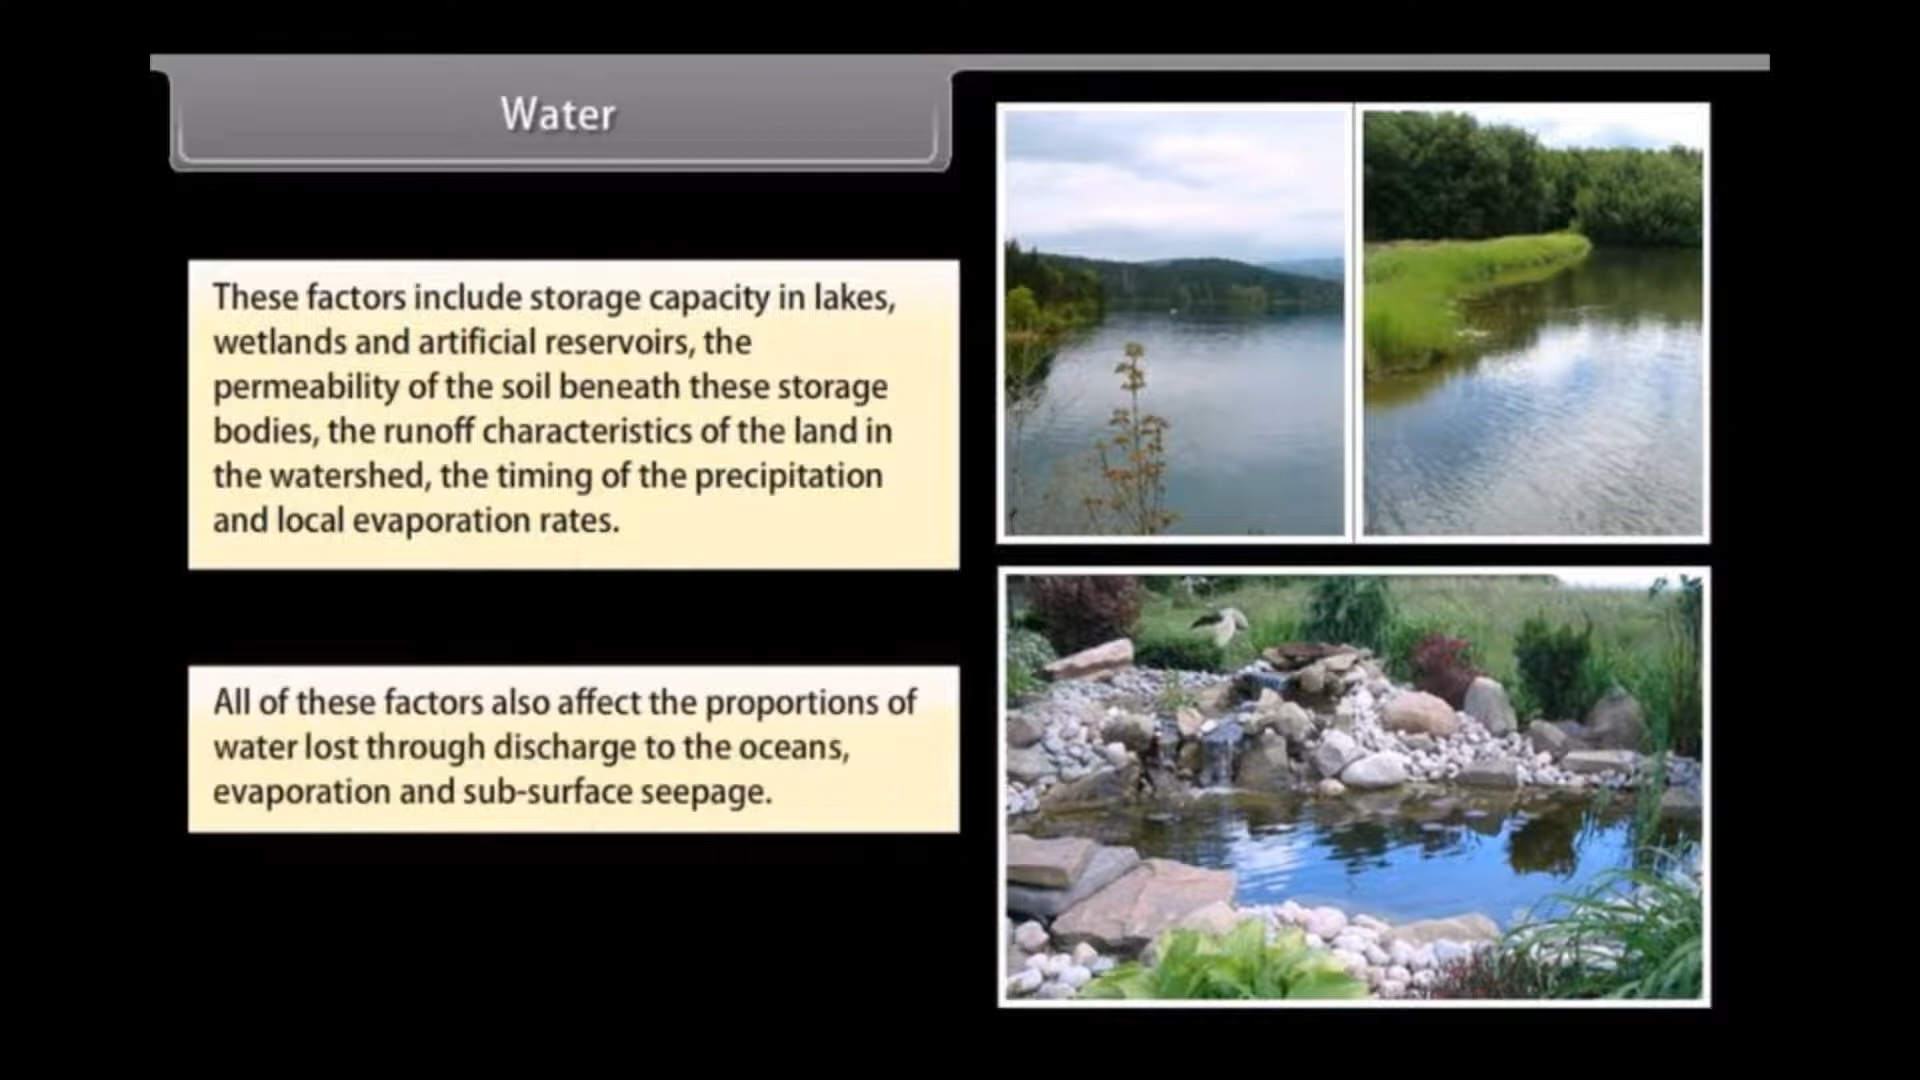 Water
These factors include storage capacity in lakes,
wetlands and artificial reservoirs, the
permeability of the soil beneath these storage
bodies, the runoff characteristics of the land in
the watershed, the timing of the precipitation
and local evaporation rates.
All of these factors also affect the proportions of
water lost through discharge to the oceans,
evaporation and sub-surface seepage.